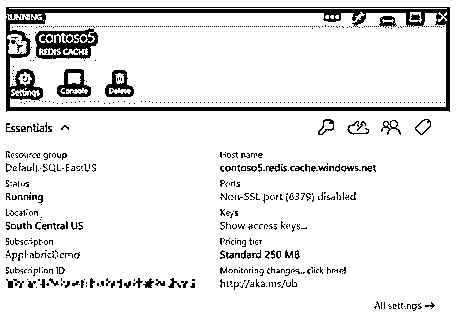 RUNNING
contoso5
REDIS CACHE
Settings Console Delete
Essentials
Resource group Host name
Default-SQL-EastUS contoso5.redis.cache.windows.net
Status Ports
Running Non-SSL port (6379) disabled
Location Keys
South Central US Show access keys...
Subscription Pricing tier
AppFabricDemo Standard 250 MB
Subscription ID Monitoring changes... click here!
http://aka.ms/ub
All settings →